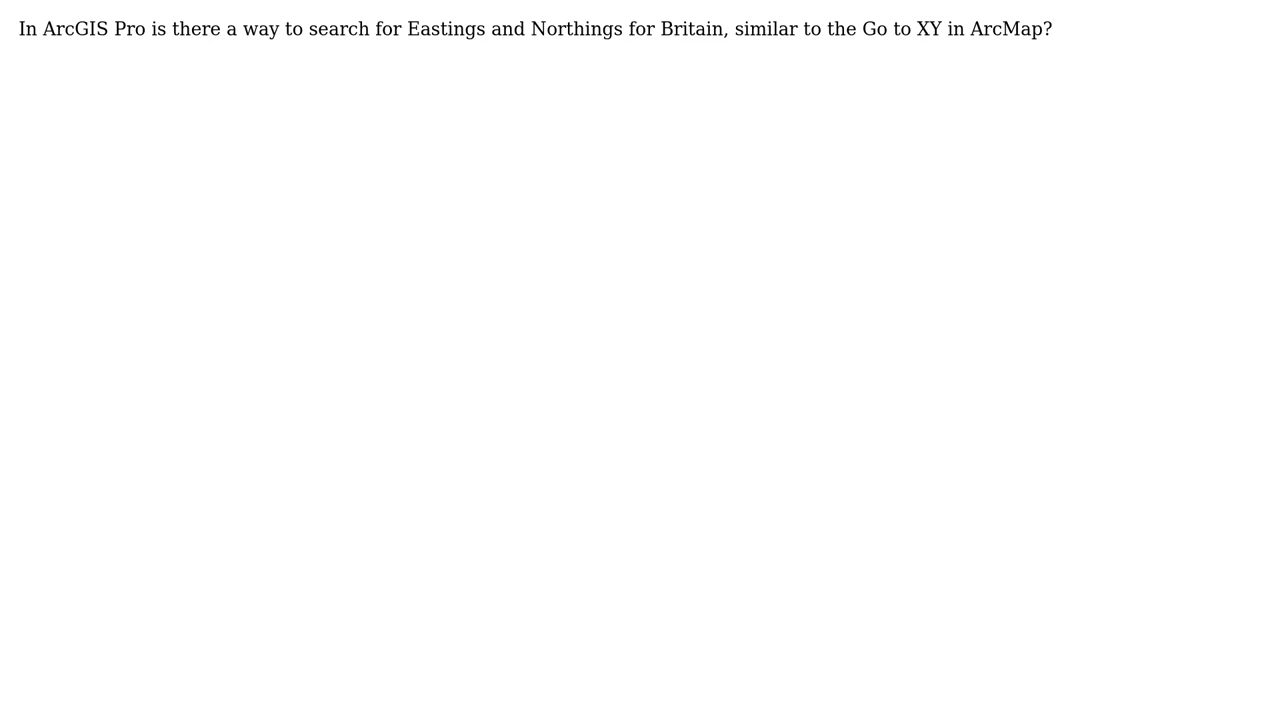 In ArcGIS Pro is there a way to search for Eastings and Northings for Britain, similar to the Go to XY in ArcMap?